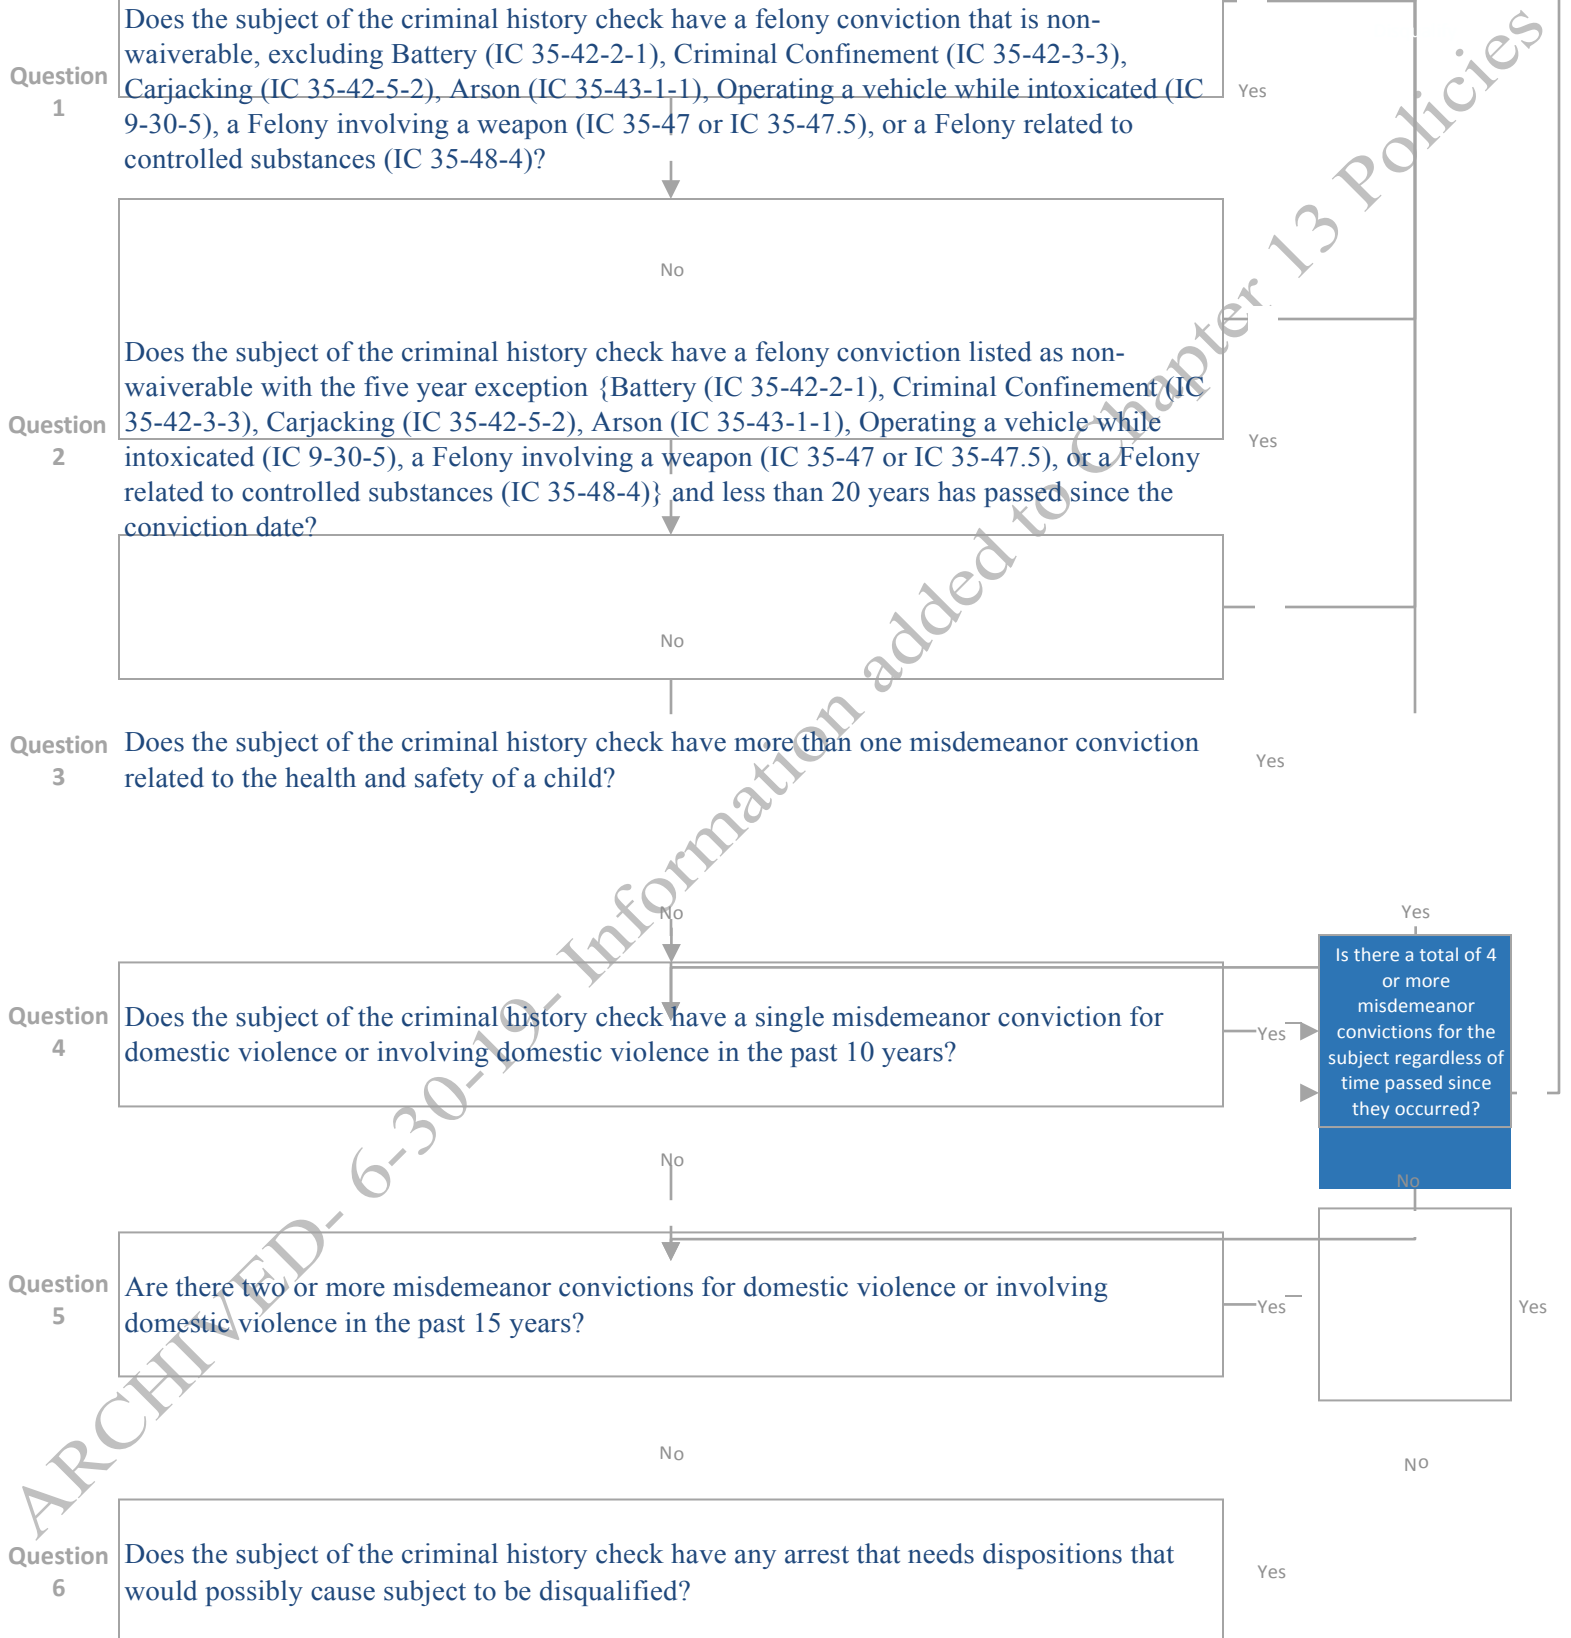 Does the subject of the criminal history check have a felony conviction that is non-
waiverable, excluding Battery (IC 35-42-2-1), Criminal Confinement (IC 35-42-3-3),
Question
1
Carjacking (IC 35-42-5-2), Arson (IC 35-43-1-1), Operating a vehicle while intoxicated (IC
9-30-5), a Felony involving a weapon (IC 35-47 or IC 35-47.5), or a Felony related to
controlled substances (IC 35-48-4)?
Yes
No
Does the subject of the criminal history check have a felony conviction listed as non-
waiverable with the five year exception {Battery (IC 35-42-2-1), Criminal Confinement (IC
Question
2
35-42-3-3), Carjacking (IC 35-42-5-2), Arson (IC 35-43-1-1), Operating a vehicle while
intoxicated (IC 9-30-5), a Felony involving a weapon (IC 35-47 or IC 35-47.5), or a Felony
related to controlled substances (IC 35-48-4)} and less than 20 years has passed since the
conviction date?
Yes
No
Question
3
Does the subject of the criminal history check have more than one misdemeanor conviction
related to the health and safety of a child?
Yes
No
Yes
Is there a total of 4
or more
misdemeanor
convictions for the
subject regardless of
time passed since
they occurred?
No
Question
4
Does the subject of the criminal history check have a single misdemeanor conviction for
domestic violence or involving domestic violence in the past 10 years?
Yes
No
Question
5
Are there two or more misdemeanor convictions for domestic violence or involving
domestic violence in the past 15 years?
Yes
Yes
No
No
Question
6
Does the subject of the criminal history check have any arrest that needs dispositions that
would possibly cause subject to be disqualified?
Yes
ARCHIVED- 6-30-19- Information added to Chapter 13 Policies